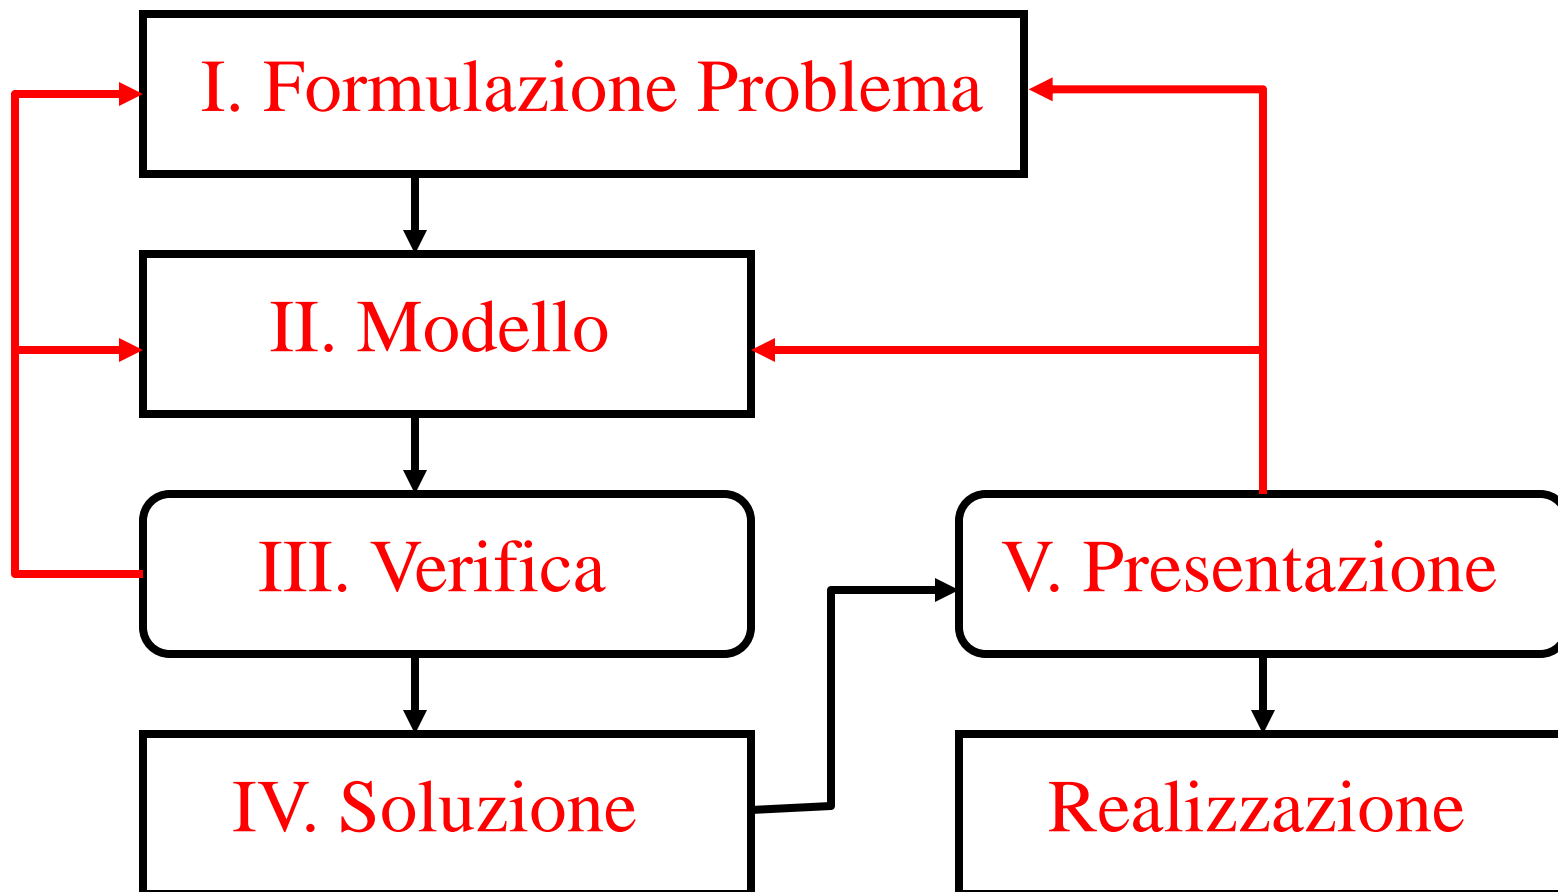 I. Formulazione Problema
II. Modello
III. Verifica
V. Presentazione
IV. Soluzione
Realizzazione